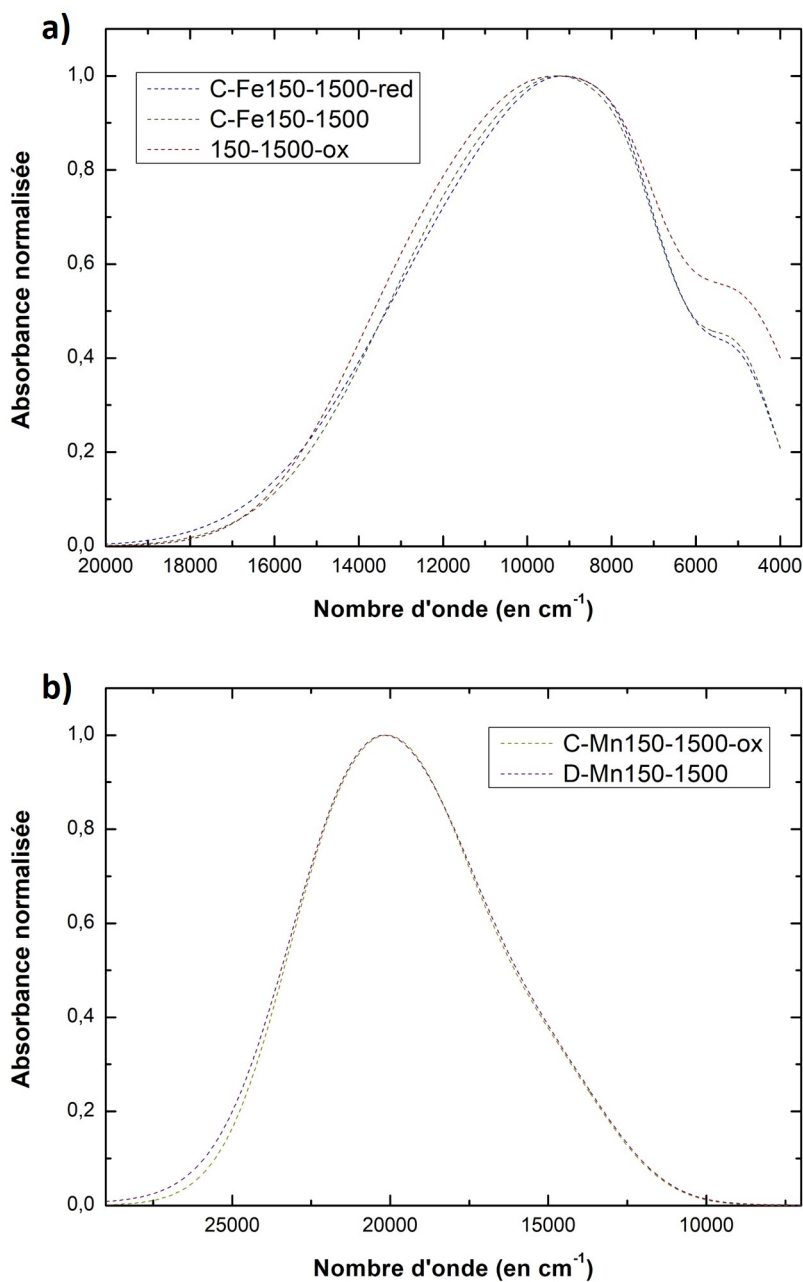 a)
C-Fe150-1500-red
C-Fe150-1500
150-1500-ox
Absorbance normalisée
1,0
0,8
0,6
0,4
0,2
0,0
20000 18000 16000 14000 12000 10000 8000 6000 4000
Nombre d'onde (en cm⁻¹)
b)
C-Mn150-1500-ox
D-Mn150-1500
Absorbance normalisée
1,0
0,8
0,6
0,4
0,2
0,0
25000 20000 15000 10000
Nombre d'onde (en cm⁻¹)